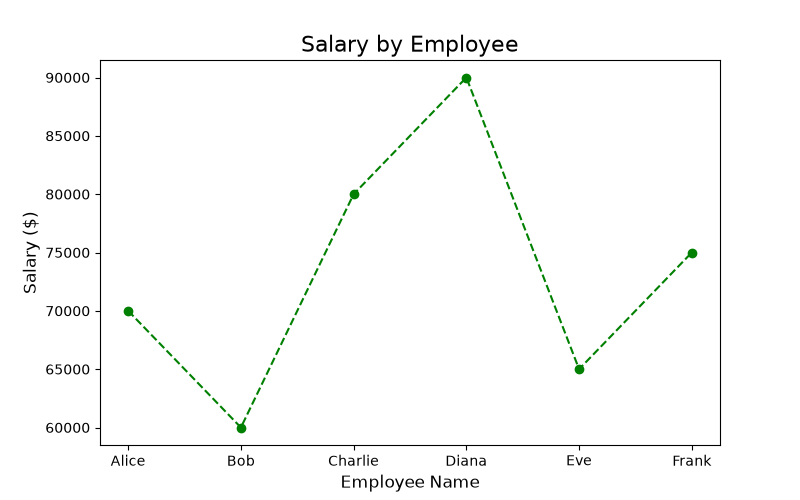 Salary by Employee
Salary ($)
90000
85000
80000
75000
70000
65000
60000
Alice Bob Charlie Diana Eve Frank
Employee Name